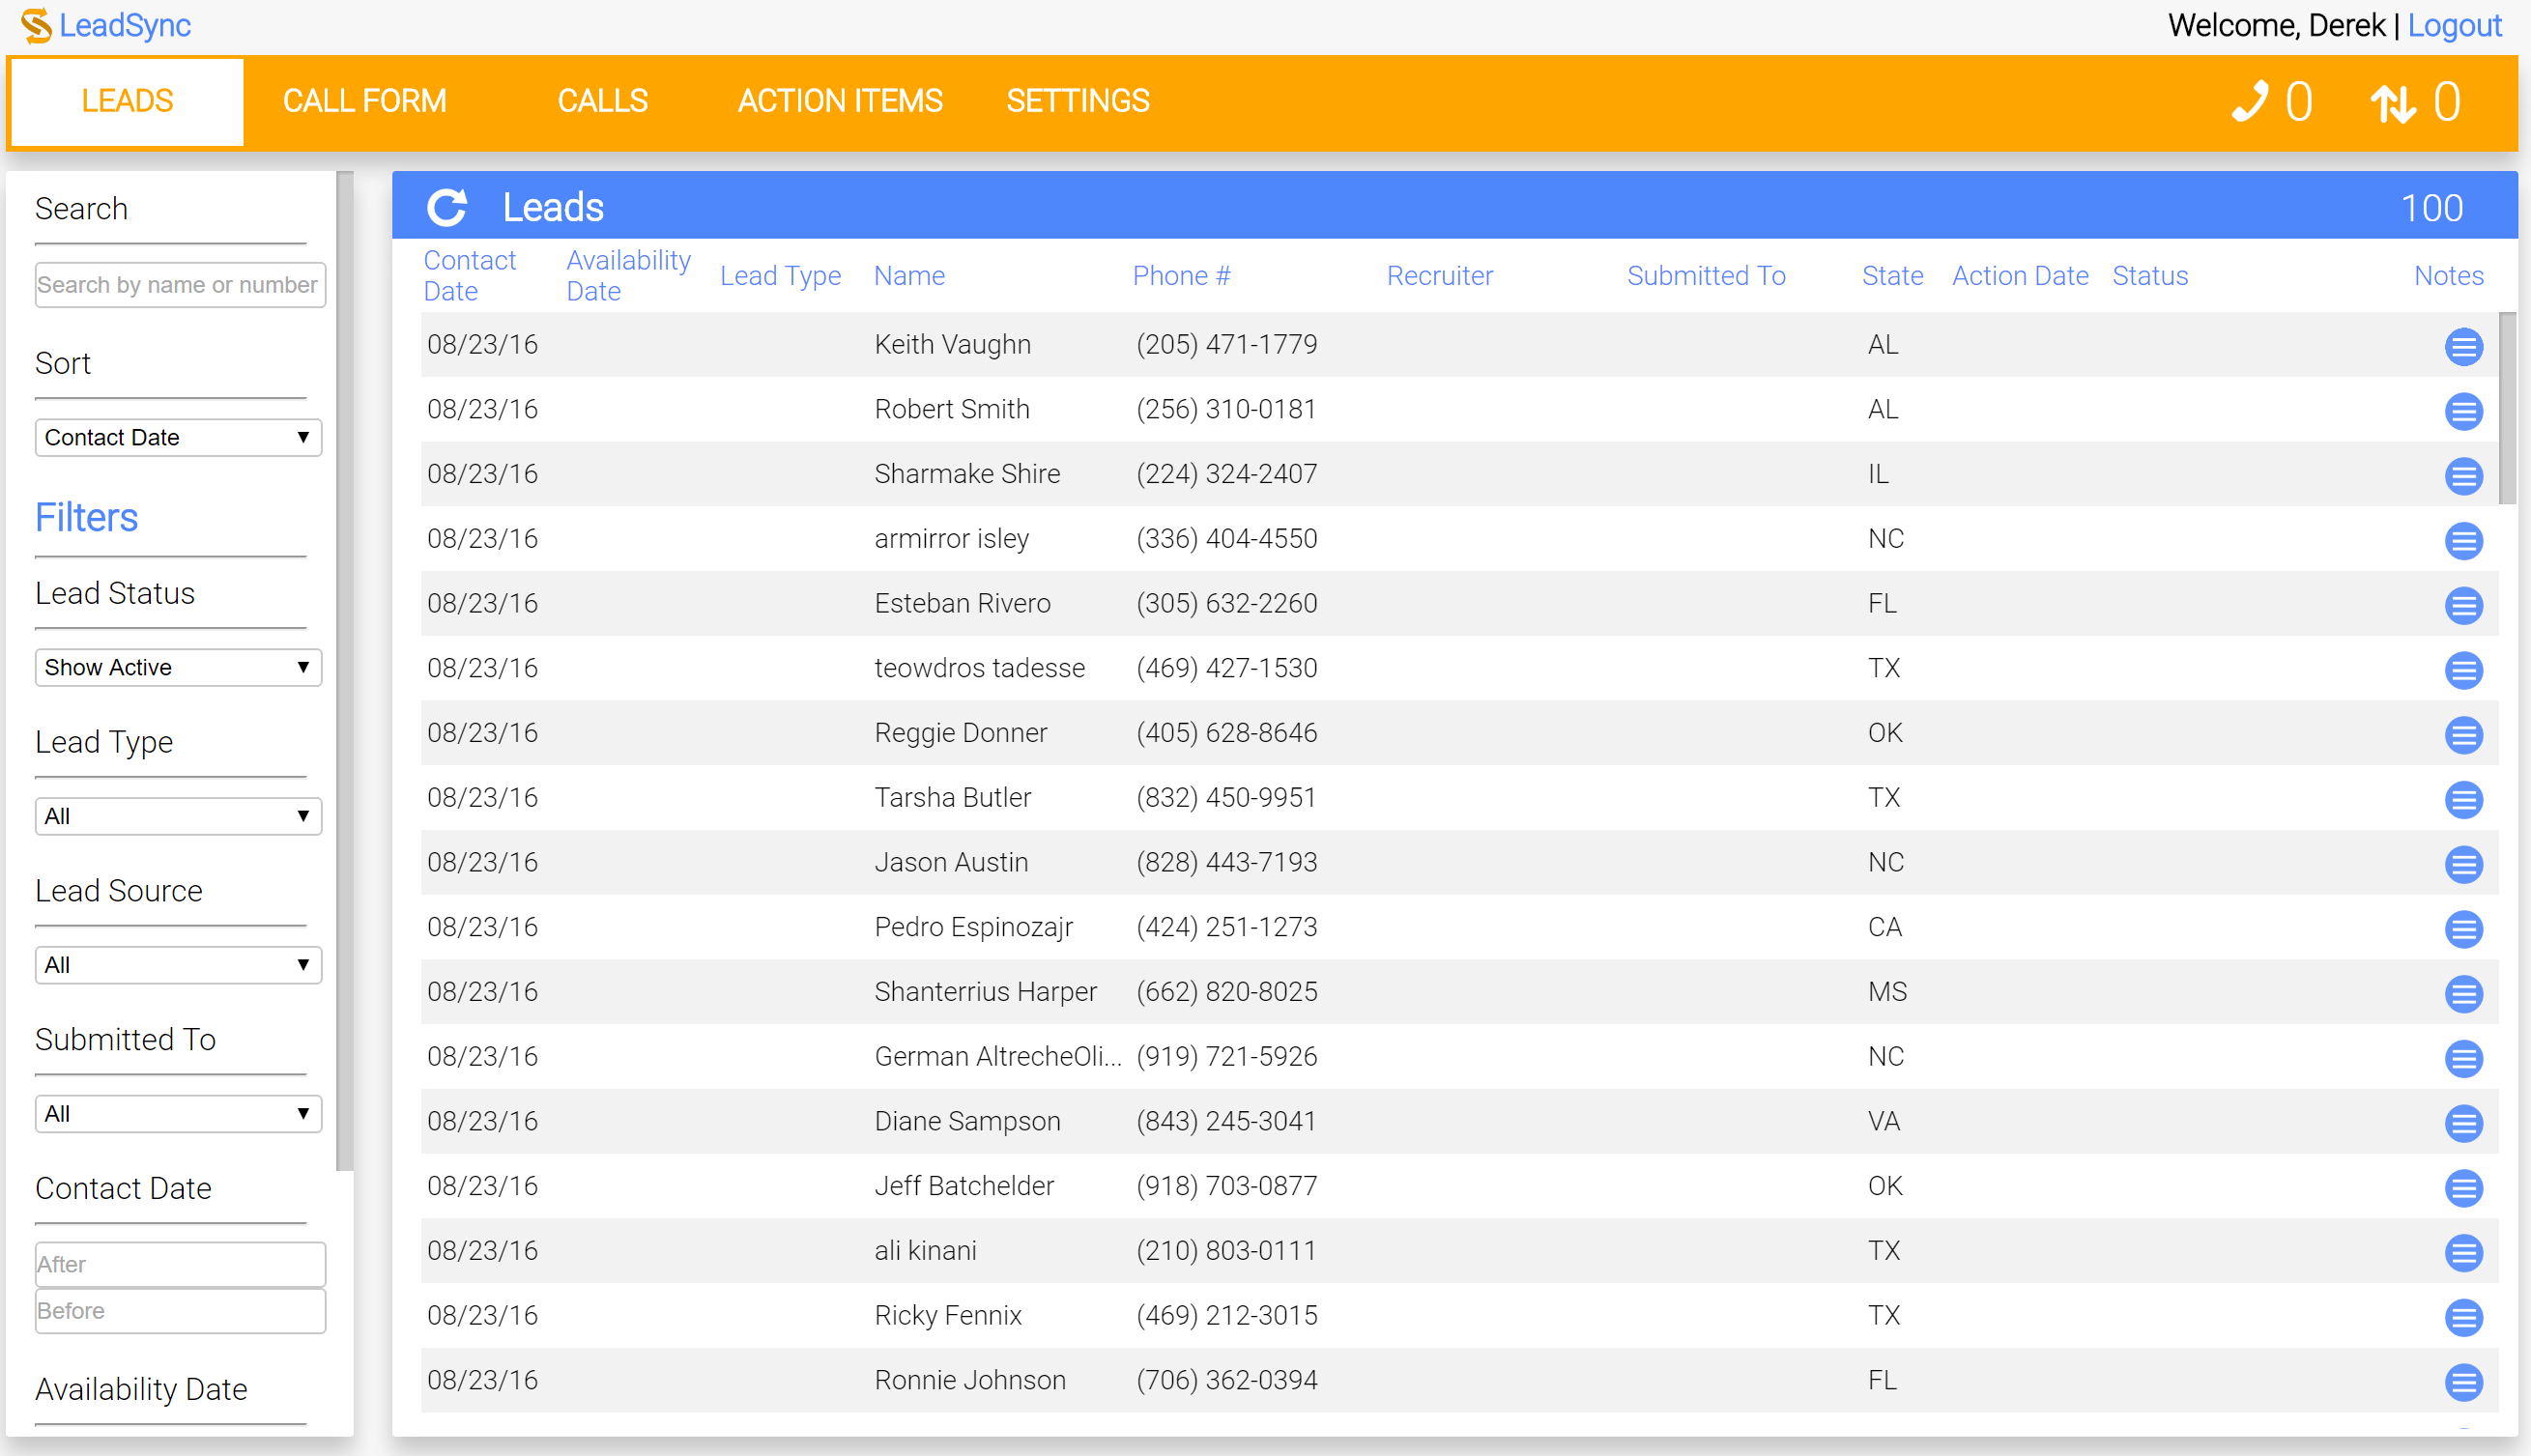 LeadSync
Welcome, Derek | Logout
LEADS CALL FORM CALLS ACTION ITEMS SETTINGS 0 0
Search
Search by name or number
Sort
Contact Date
Filters
Lead Status
Show Active
Lead Type
All
Lead Source
All
Submitted To
All
Contact Date
After
Before
Availability Date
Leads 100
Contact Date Availability Date Lead Type Name Phone # Recruiter Submitted To State Action Date Status Notes
08/23/16 Keith Vaughn (205) 471-1779 AL
08/23/16 Robert Smith (256) 310-0181 AL
08/23/16 Sharmake Shire (224) 324-2407 IL
08/23/16 armirror isley (336) 404-4550 NC
08/23/16 Esteban Rivero (305) 632-2260 FL
08/23/16 teowdros tadesse (469) 427-1530 TX
08/23/16 Reggie Donner (405) 628-8646 OK
08/23/16 Tarsha Butler (832) 450-9951 TX
08/23/16 Jason Austin (828) 443-7193 NC
08/23/16 Pedro Espinozajr (424) 251-1273 CA
08/23/16 Shanterrius Harper (662) 820-8025 MS
08/23/16 German AltrecheOli... (919) 721-5926 NC
08/23/16 Diane Sampson (843) 245-3041 VA
08/23/16 Jeff Batchelder (918) 703-0877 OK
08/23/16 ali kinani (210) 803-0111 TX
08/23/16 Ricky Fennix (469) 212-3015 TX
08/23/16 Ronnie Johnson (706) 362-0394 FL